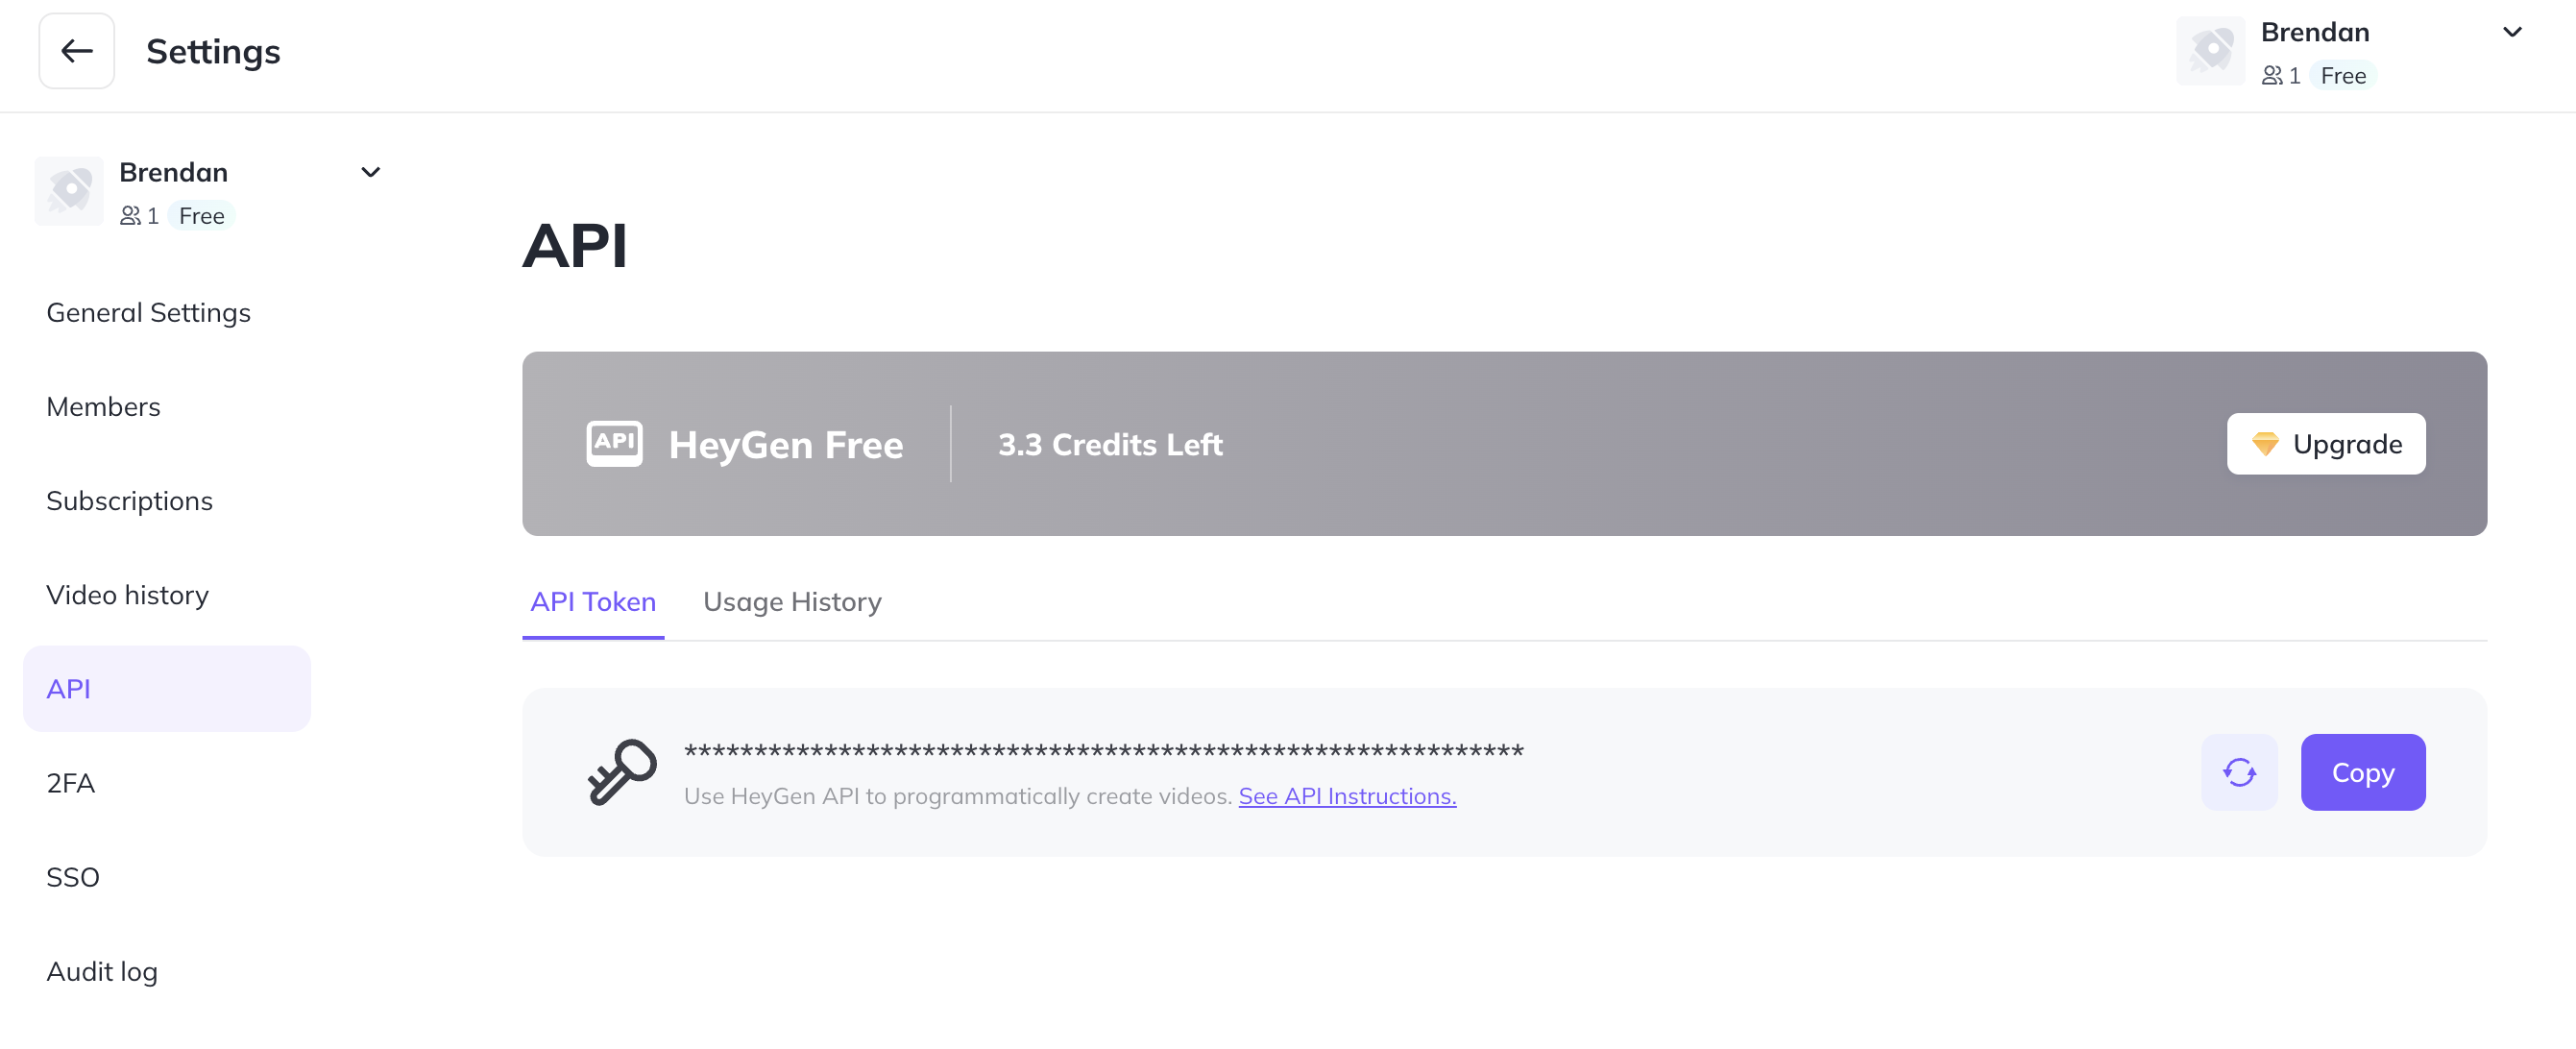 Settings
Brendan
1 Free
Brendan
1 Free
General Settings
Members
Subscriptions
Video history
API
2FA
SSO
Audit log
API
API HeyGen Free 3.3 Credits Left Upgrade
API Token Usage History
************************************************************
Use HeyGen API to programmatically create videos. See API Instructions.
Copy